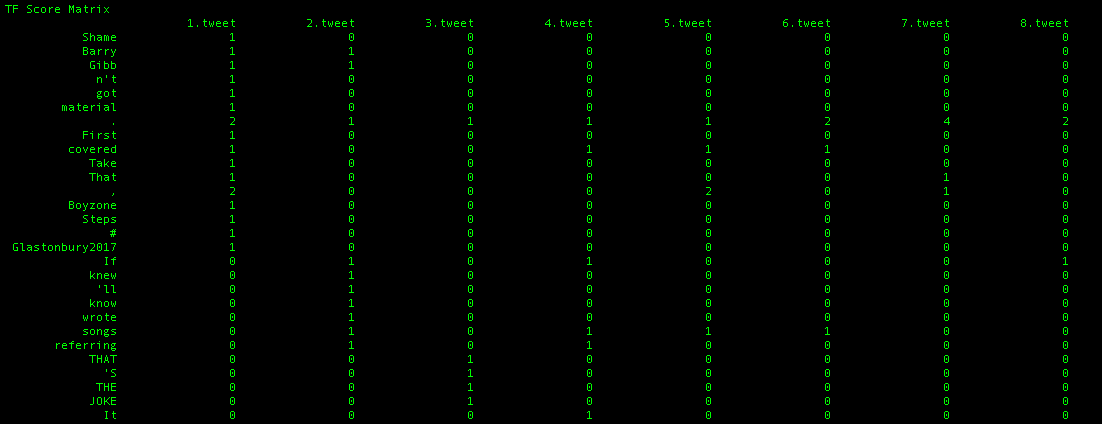 TF Score Matrix
1.tweet 2.tweet 3.tweet 4.tweet 5.tweet 6.tweet 7.tweet 8.tweet
Shame 1 0 0 0 0 0 0 0
Barry 1 1 0 0 0 0 0 0
Gibb 1 1 0 0 0 0 0 0
n't 1 0 0 0 0 0 0 0
got 1 0 0 0 0 0 0 0
material 1 0 0 0 0 0 0 0
. 2 1 1 1 1 2 4 2
First 1 0 0 0 0 0 0 0
covered 1 0 0 1 1 1 0 0
Take 1 0 0 0 0 0 0 0
That 1 0 0 0 0 0 1 0
, 2 0 0 0 2 0 1 0
Boyzone 1 0 0 0 0 0 0 0
Steps 1 0 0 0 0 0 0 0
# 1 0 0 0 0 0 0 0
Glastonbury2017 1 0 0 0 0 0 0 0
If 0 1 0 1 0 0 0 1
knew 0 1 0 0 0 0 0 0
'll 0 1 0 0 0 0 0 0
know 0 1 0 0 0 0 0 0
wrote 0 1 0 0 0 0 0 0
songs 0 1 0 1 1 1 0 0
referring 0 1 0 1 0 0 0 0
THAT 0 0 1 0 0 0 0 0
'S 0 0 1 0 0 0 0 0
THE 0 0 1 0 0 0 0 0
JOKE 0 0 1 0 0 0 0 0
It 0 0 0 1 0 0 0 0